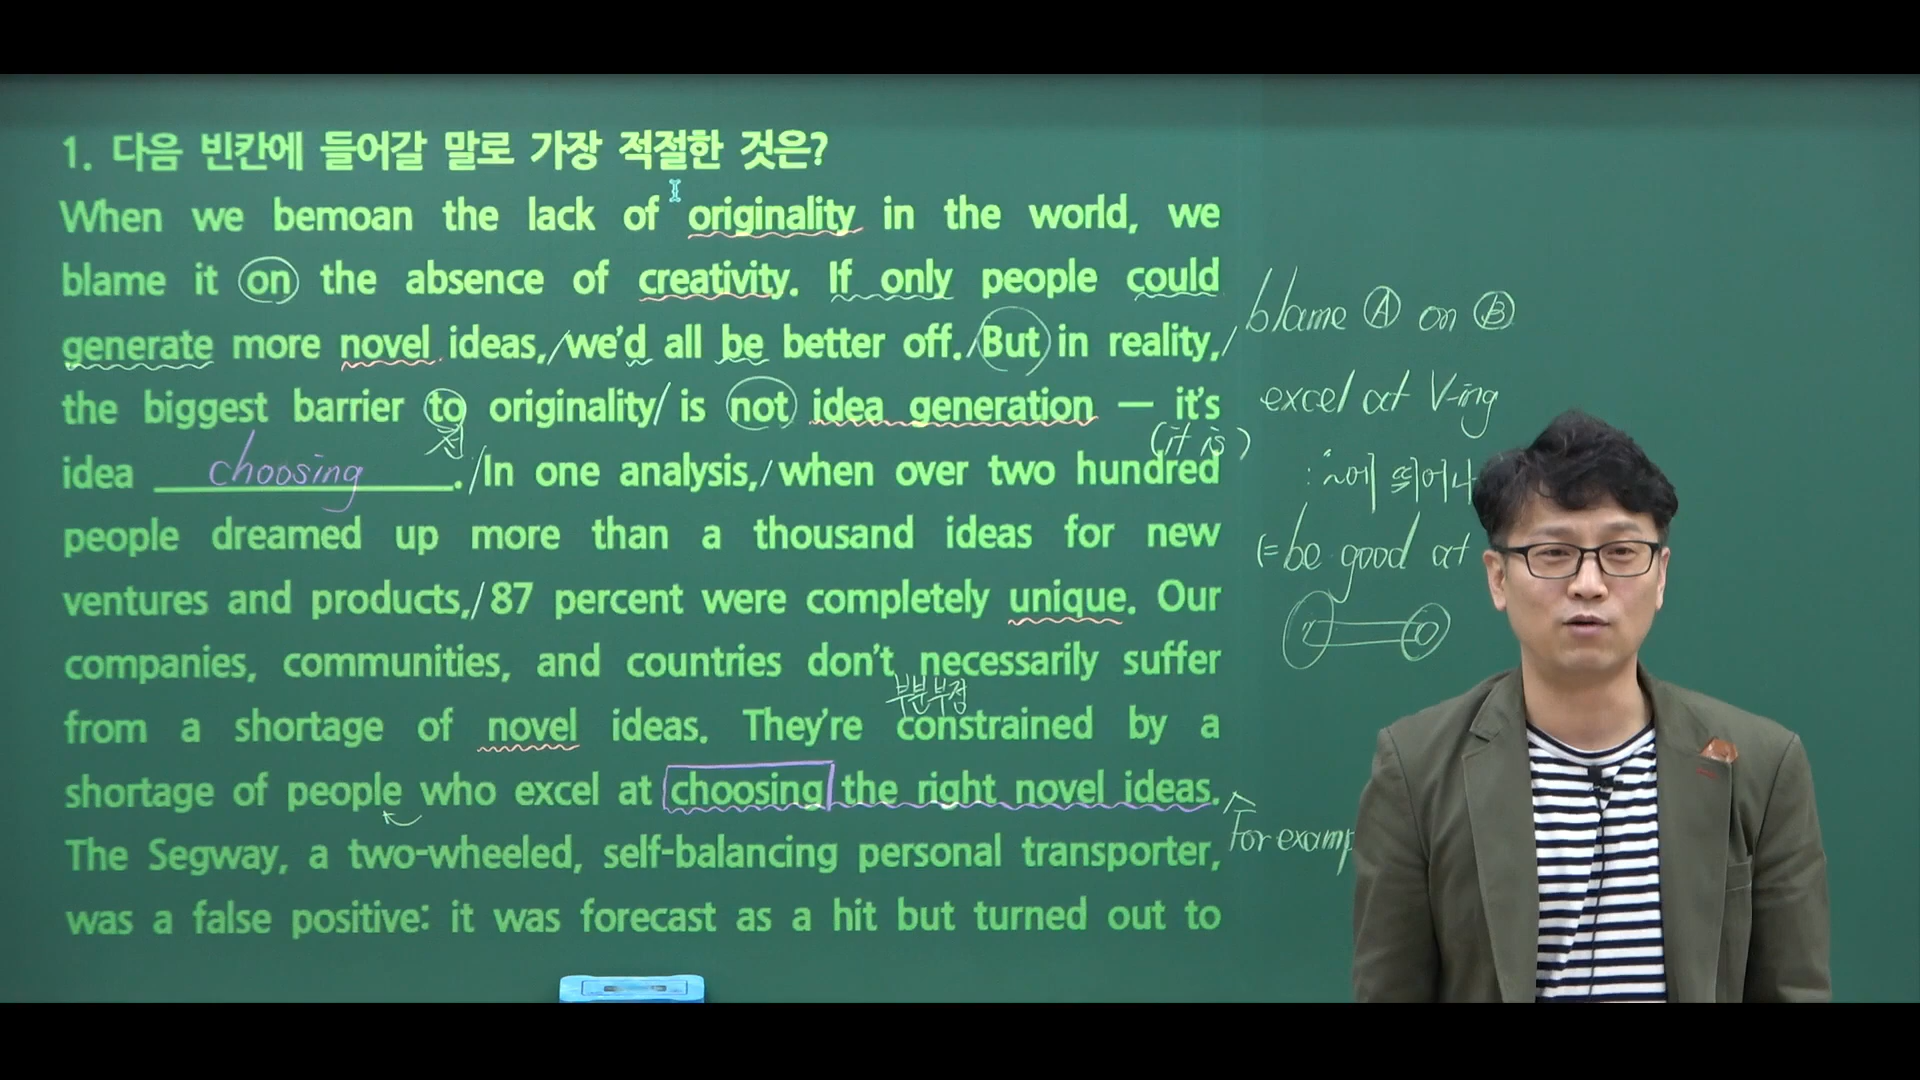 1. 다음 빈칸에 들어갈 말로 가장 적절한 것은?
When we bemoan the lack of originality in the world, we
blame it on the absence of creativity. If only people could
generate more novel ideas, we'd all be better off. But in reality,
the biggest barrier to originality is not idea generation — it's
idea choosing. In one analysis, when over two hundred
people dreamed up more than a thousand ideas for new
ventures and products, 87 percent were completely unique. Our
companies, communities, and countries don't necessarily suffer
from a shortage of novel ideas. They're constrained by a
shortage of people who excel at choosing the right novel ideas.
The Segway, a two-wheeled, self-balancing personal transporter,
was a false positive: it was forecast as a hit but turned out to
(it is)
부분부정
blame A on B
excel at V-ing
: ~에 뛰어나
(= be good at
For examp